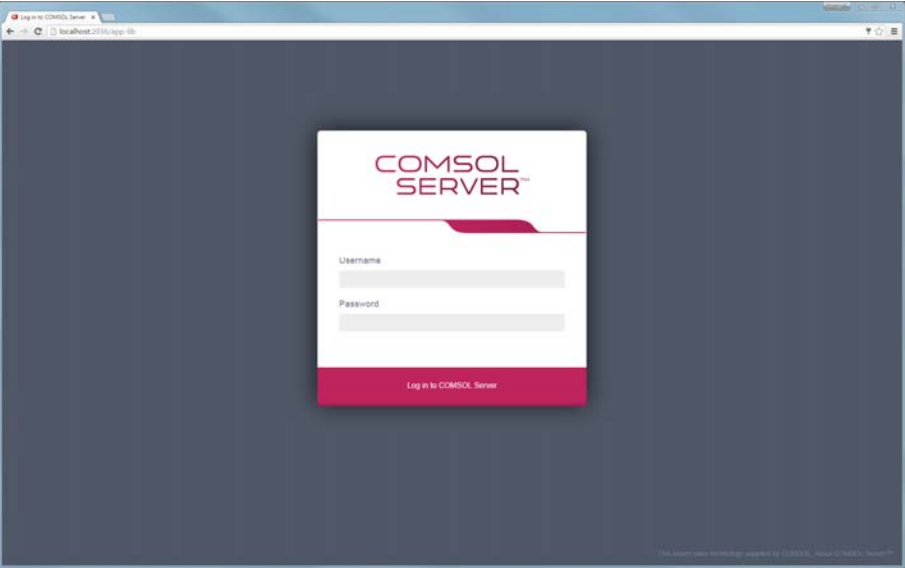 Log in to COMSOL Server
localhost:2036/app-lib
COMSOL
SERVER™
Username
Password
Log in to COMSOL Server